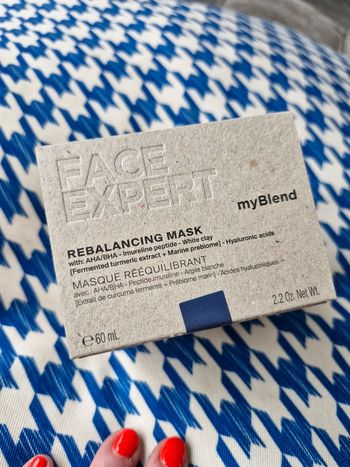 FACE
EXPERT
myBlend
REBALANCING MASK
with: AHA/BHA - Imureline peptide - White clay
[Fermented turmeric extract + Marine prebiome] - Hyaluronic acids
MASQUE RÉÉQUILIBRANT
avec : AHA/BHA - Peptide imureline - Argile blanche
[Extrait de curcuma fermenté + Prébiome marin] - Acides hyaluroniques
℮ 60 mL
2.2 Oz. Net Wt.